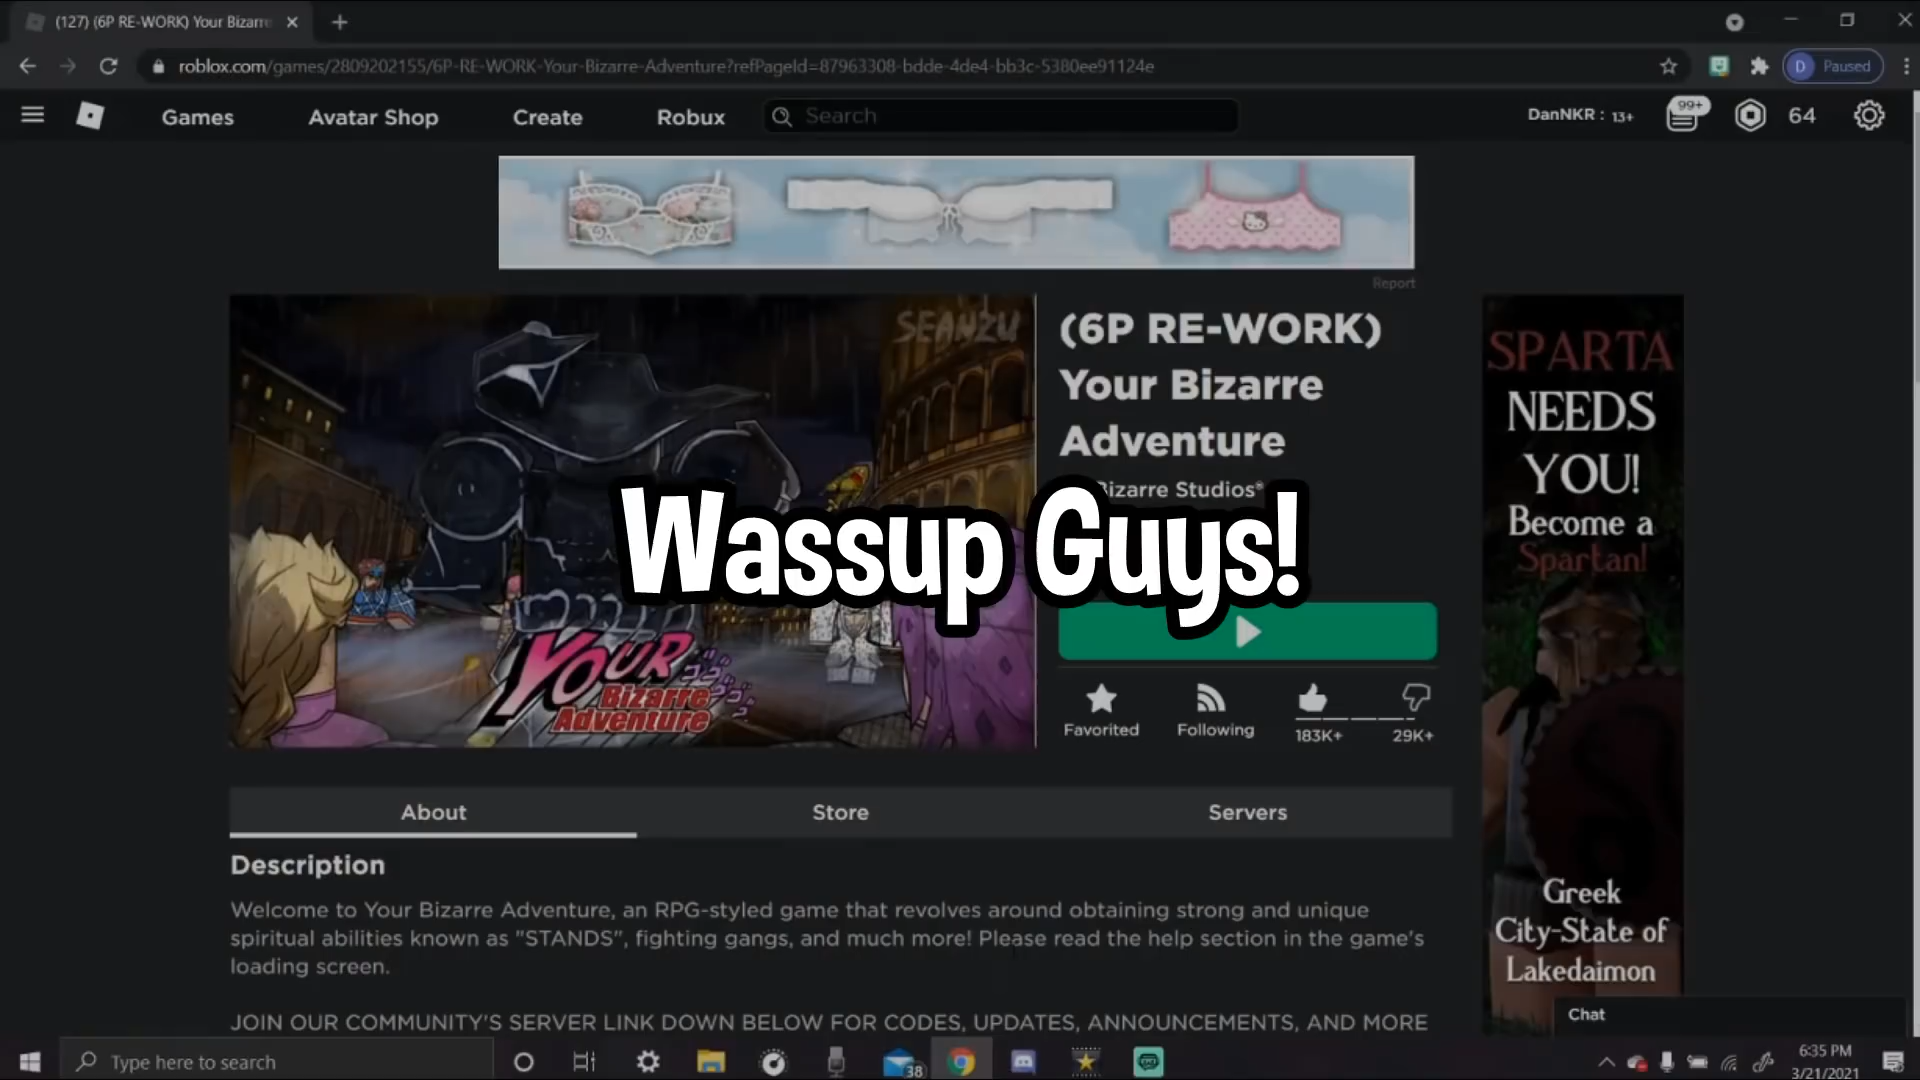 (127) (6P RE-WORK) Your Bizarre
roblox.com/games/2809202155/6P-RE-WORK-Your-Bizarre-Adventure?refPageId=87963308-bdde-4de4-bb3c-5380ee91124e
D Paused
Games Avatar Shop Create Robux Search DanNKR : 13+ 99+ 64
Report
SEANZU
(6P RE-WORK)
Your Bizarre
Adventure
Bizarre Studios®
Wassup Guys!
YOUR
Bizarre
Adventure
Favorited Following 183K+ 29K+
SPARTA
NEEDS
YOU!
Become a
Spartan!
Greek
City-State of
Lakedaimon
About Store Servers
Description
Welcome to Your Bizarre Adventure, an RPG-styled game that revolves around obtaining strong and unique
spiritual abilities known as "STANDS", fighting gangs, and much more! Please read the help section in the game's
loading screen.
JOIN OUR COMMUNITY'S SERVER LINK DOWN BELOW FOR CODES, UPDATES, ANNOUNCEMENTS, AND MORE
Chat
Type here to search
38
6:35 PM
3/21/2021